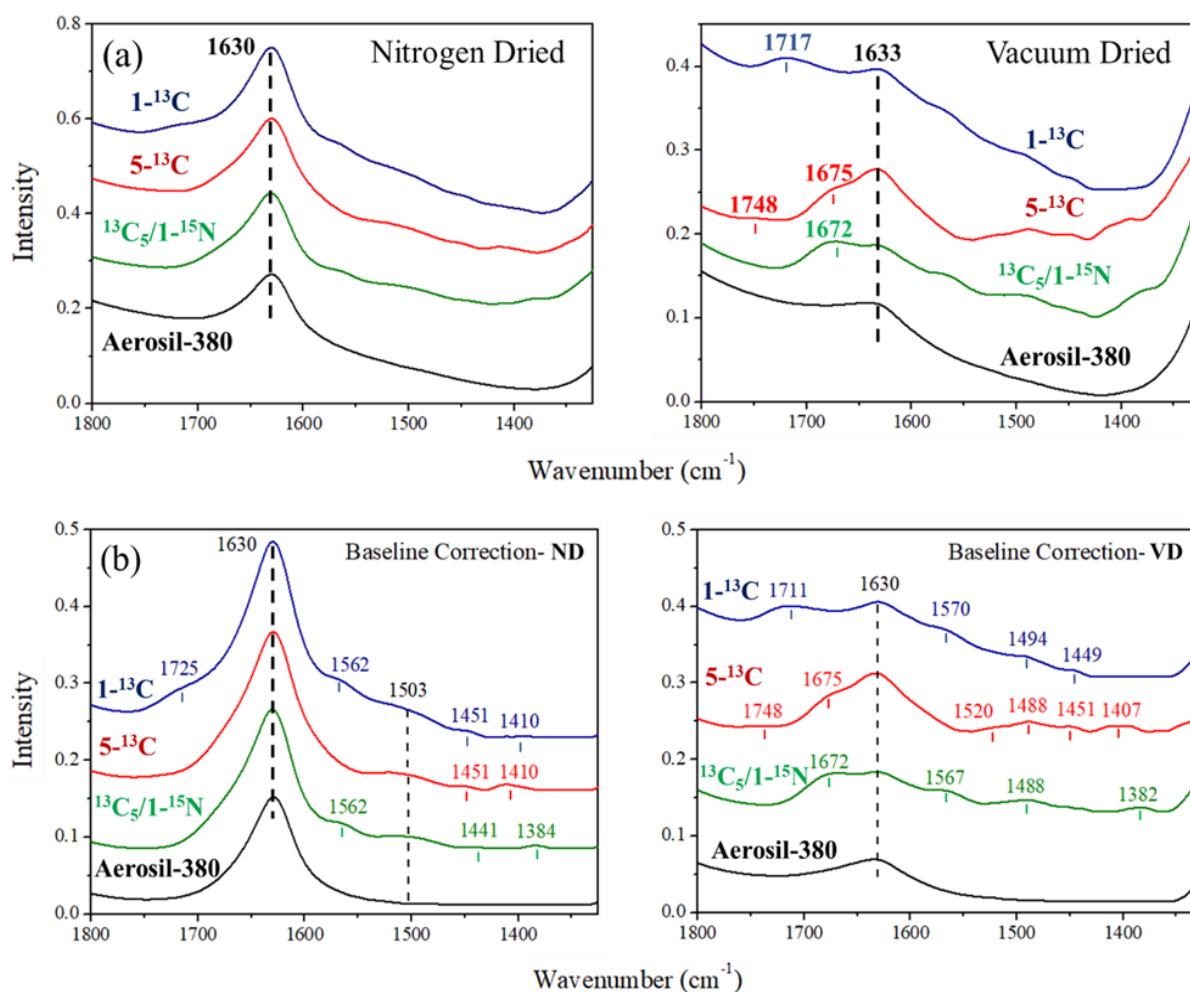 (a)
Nitrogen Dried
1630
1-¹³C
5-¹³C
¹³C₅/1-¹⁵N
Aerosil-380
0.8
0.6
0.4
0.2
0.0
1800 1700 1600 1500 1400
Intensity
Vacuum Dried
1717
1633
1-¹³C
1675
1748
5-¹³C
1672
¹³C₅/1-¹⁵N
Aerosil-380
0.4
0.3
0.2
0.1
0.0
1800 1700 1600 1500 1400
Wavenumber (cm⁻¹)
(b)
Baseline Correction- ND
1630
1725
1562
1503
1-¹³C
1451
1410
5-¹³C
1451
1410
¹³C₅/1-¹⁵N
1562
1441
1384
Aerosil-380
0.5
0.4
0.3
0.2
0.1
0.0
1800 1700 1600 1500 1400
Intensity
Wavenumber (cm⁻¹)
Baseline Correction- VD
1-¹³C
1711
1630
1570
1494
1449
5-¹³C
1675
1748
1520
1488
1451
1407
¹³C₅/1-¹⁵N
1672
1567
1488
1382
Aerosil-380
0.5
0.4
0.3
0.2
0.1
0.0
1800 1700 1600 1500 1400
Wavenumber (cm⁻¹)